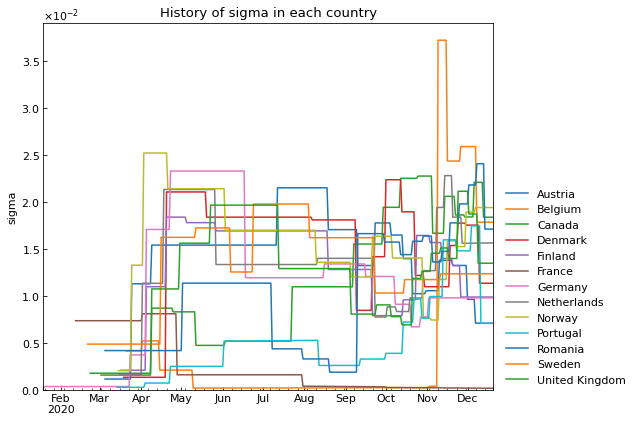 History of sigma in each country
×10⁻²
3.5
3.0
2.5
2.0
1.5
1.0
0.5
0.0
sigma
Feb Mar Apr May Jun Jul Aug Sep Oct Nov Dec
2020
Austria
Belgium
Canada
Denmark
Finland
France
Germany
Netherlands
Norway
Portugal
Romania
Sweden
United Kingdom